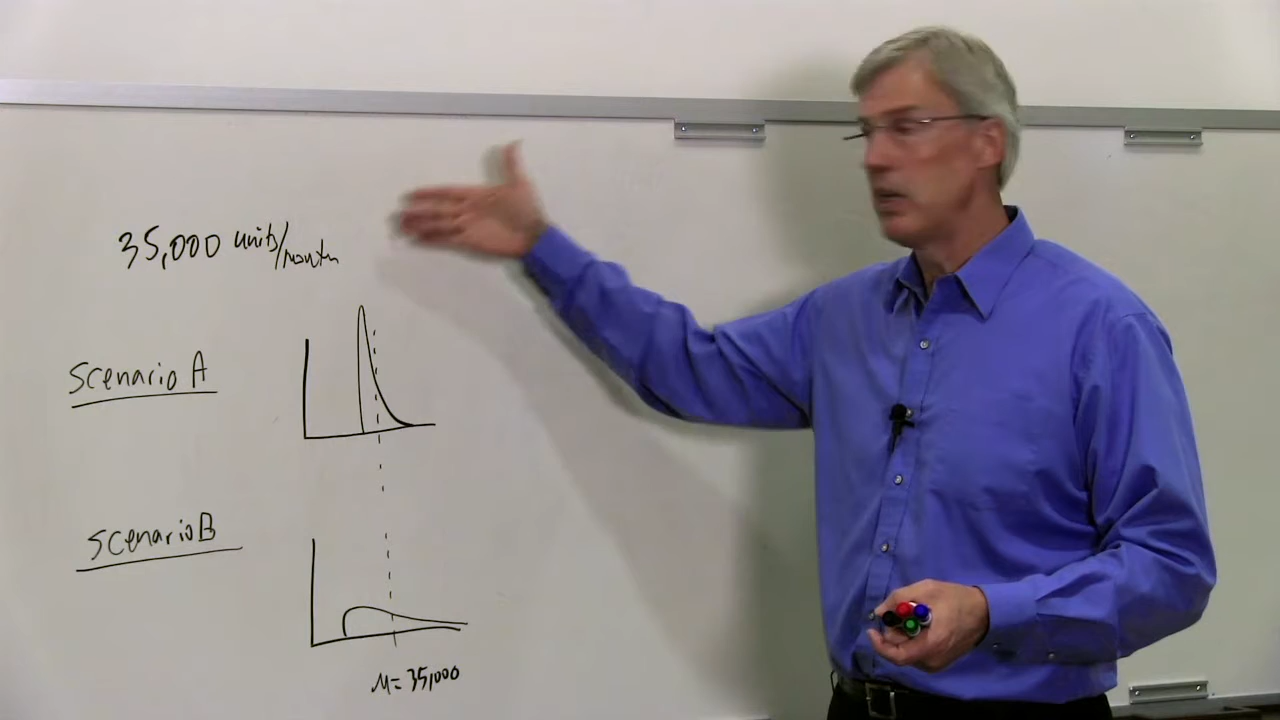 35,000 units/month
Scenario A
Scenario B
μ=35,000